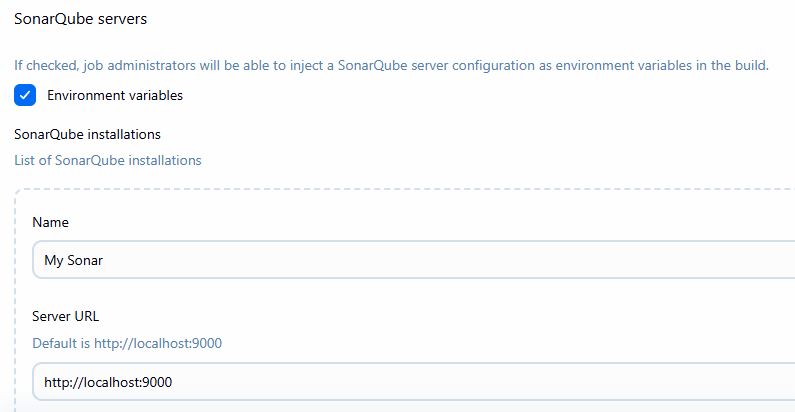 SonarQube servers
If checked, job administrators will be able to inject a SonarQube server configuration as environment variables in the build.
Environment variables
SonarQube installations
List of SonarQube installations
Name
My Sonar
Server URL
Default is http://localhost:9000
http://localhost:9000